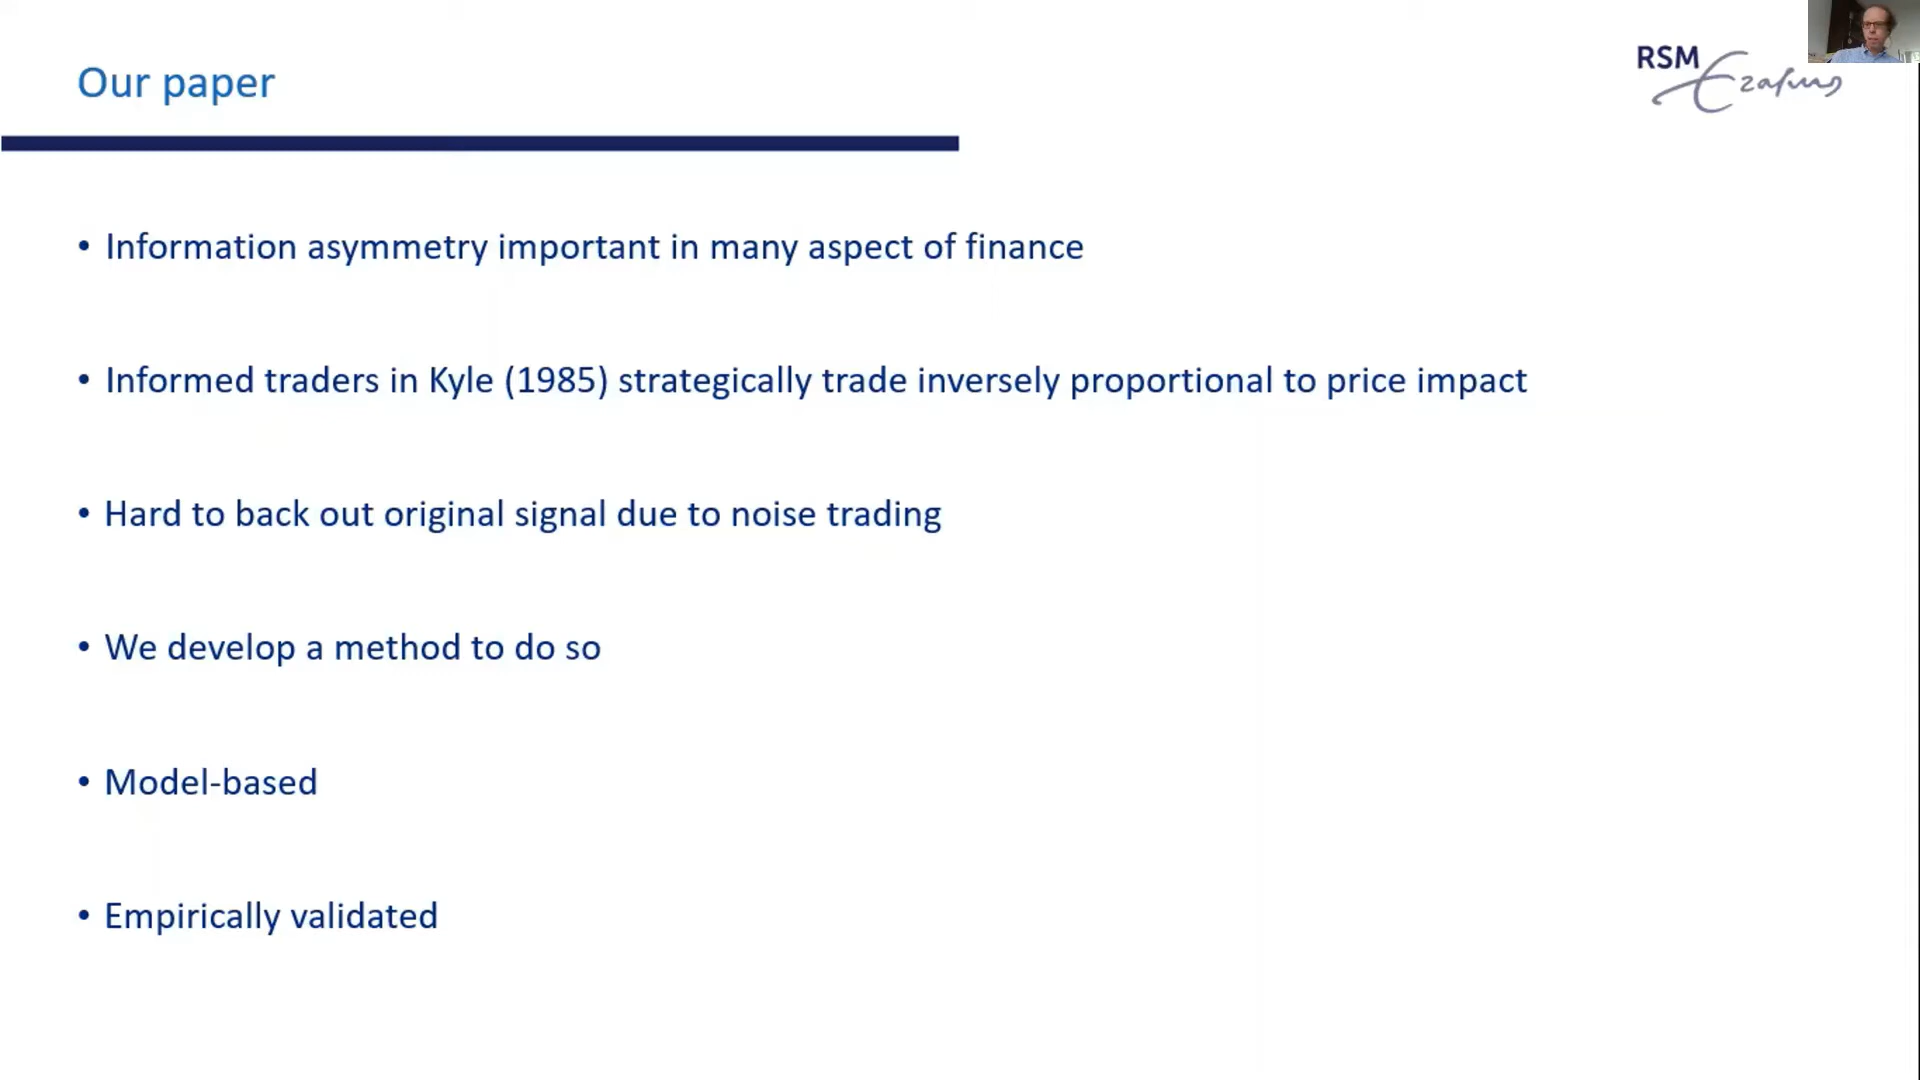 Our paper
RSM
Erasmus
• Information asymmetry important in many aspect of finance
• Informed traders in Kyle (1985) strategically trade inversely proportional to price impact
• Hard to back out original signal due to noise trading
• We develop a method to do so
• Model-based
• Empirically validated